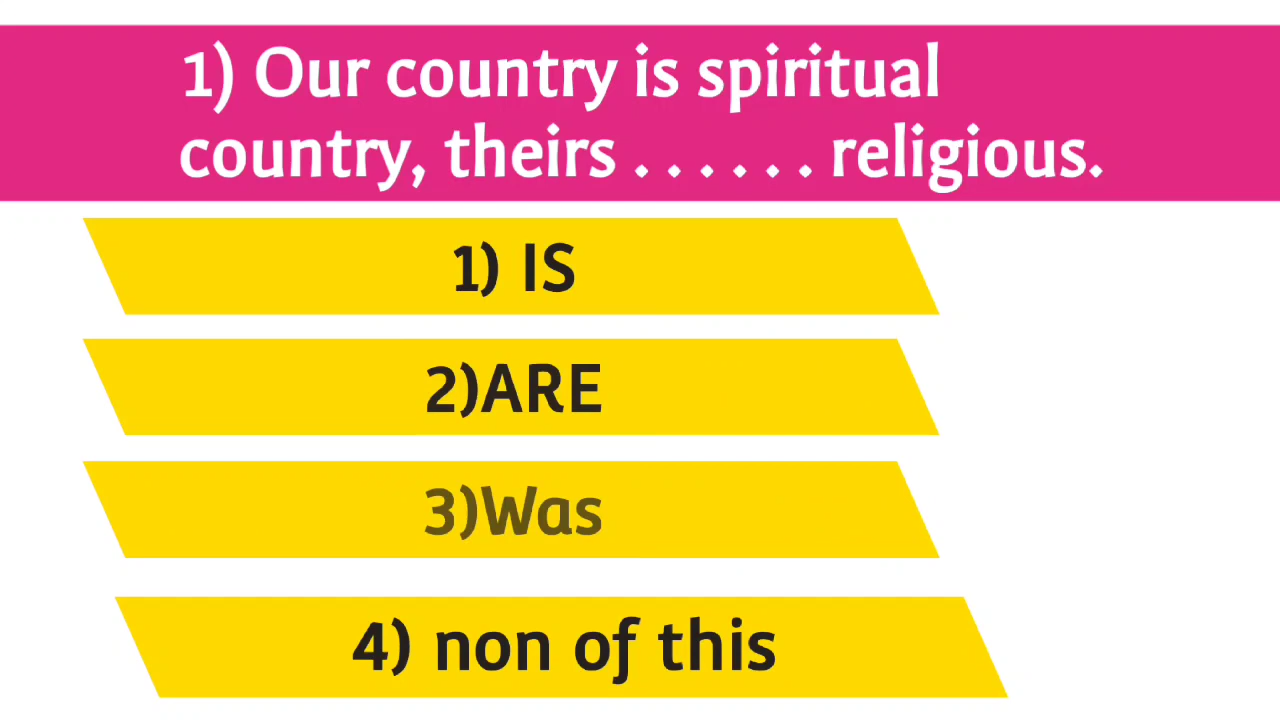 1) Our country is spiritual
country, theirs . . . . . . religious.
1) IS
2)ARE
3)Was
4) non of this